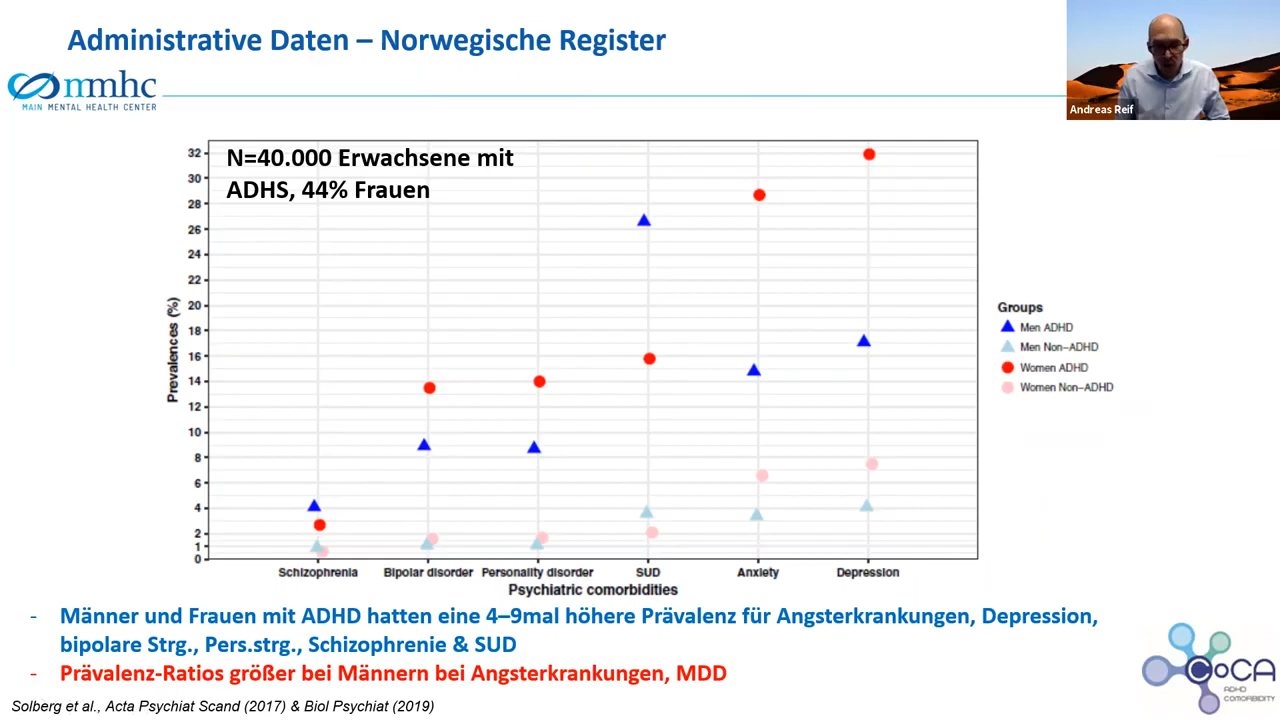 Administrative Daten – Norwegische Register
mmhc
MAIN MENTAL HEALTH CENTER
Andreas Reif
N=40.000 Erwachsene mit
ADHS, 44% Frauen
32
30
28
26
24
22
20
18
16
14
12
10
8
6
4
2
1
0
Prevalences (%)
Schizophrenia Bipolar disorder Personality disorder SUD Anxiety Depression
Psychiatric comorbidities
Groups
Men ADHD
Men Non–ADHD
Women ADHD
Women Non–ADHD
- Männer und Frauen mit ADHD hatten eine 4–9mal höhere Prävalenz für Angsterkrankungen, Depression,
bipolare Strg., Pers.strg., Schizophrenie & SUD
- Prävalenz-Ratios größer bei Männern bei Angsterkrankungen, MDD
Solberg et al., Acta Psychiat Scand (2017) & Biol Psychiat (2019)
CoCA
ADHD
COMORBIDITY